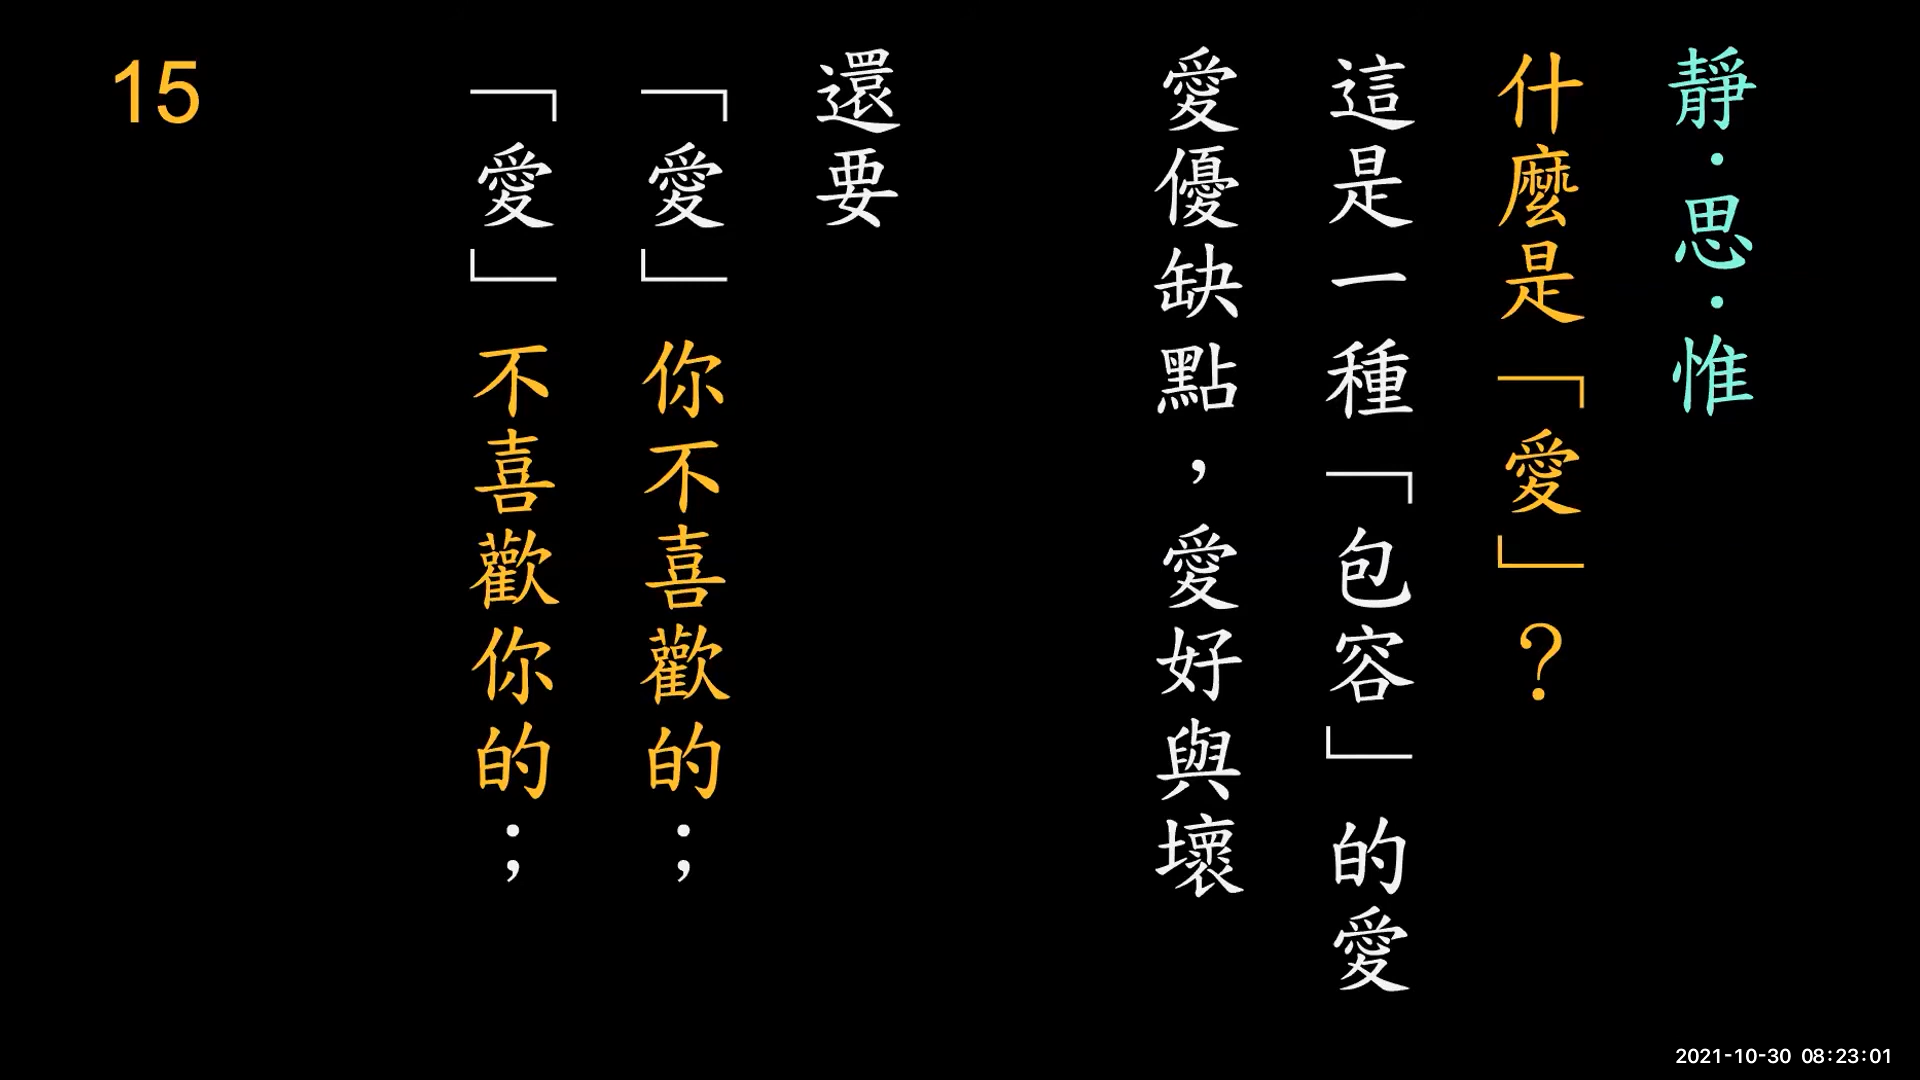 靜·思·惟
什麼是「愛」?
這是一種「包容」的愛
愛優缺點,愛好與壞
還要
「愛」你不喜歡的;
「愛」不喜歡你的;
15
2021-10-30 08:23:01